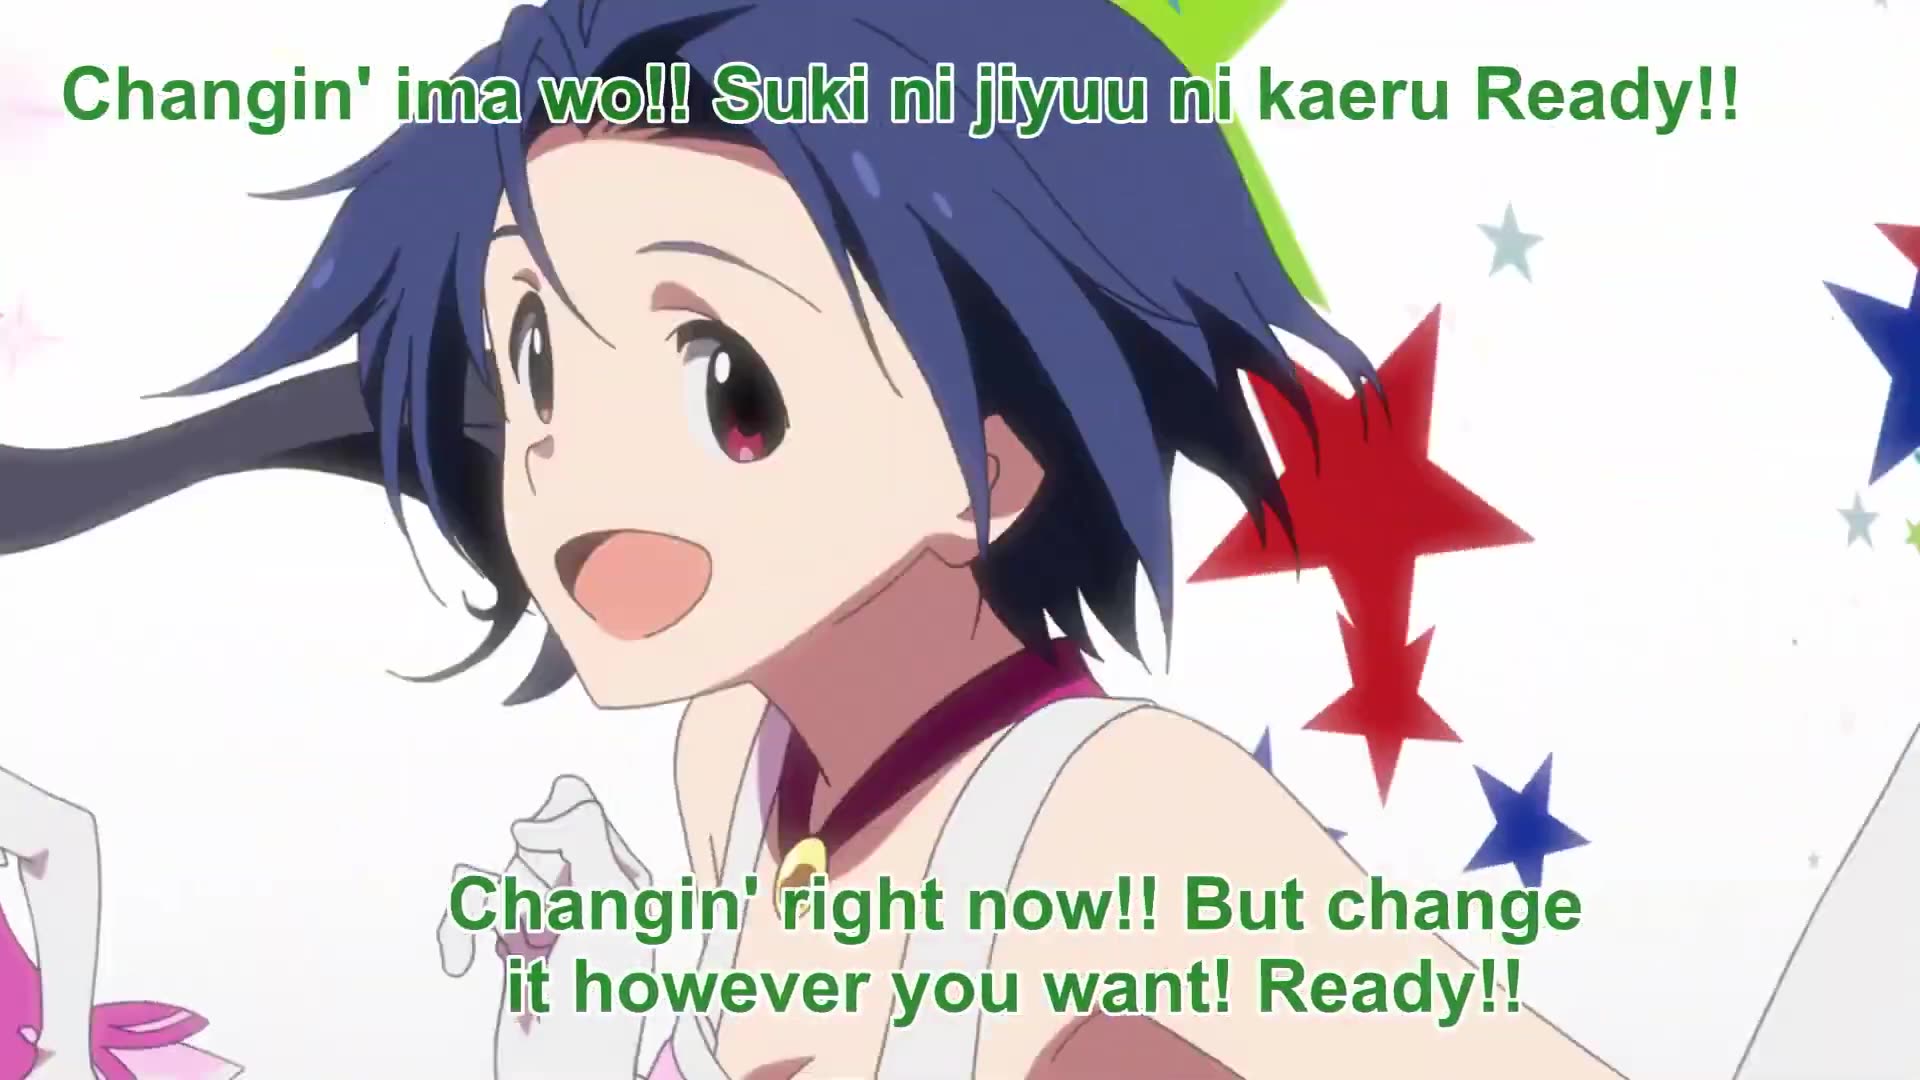 Changin' ima wo!! Suki ni jiyuu ni kaeru Ready!!
Changin' right now!! But change
it however you want! Ready!!